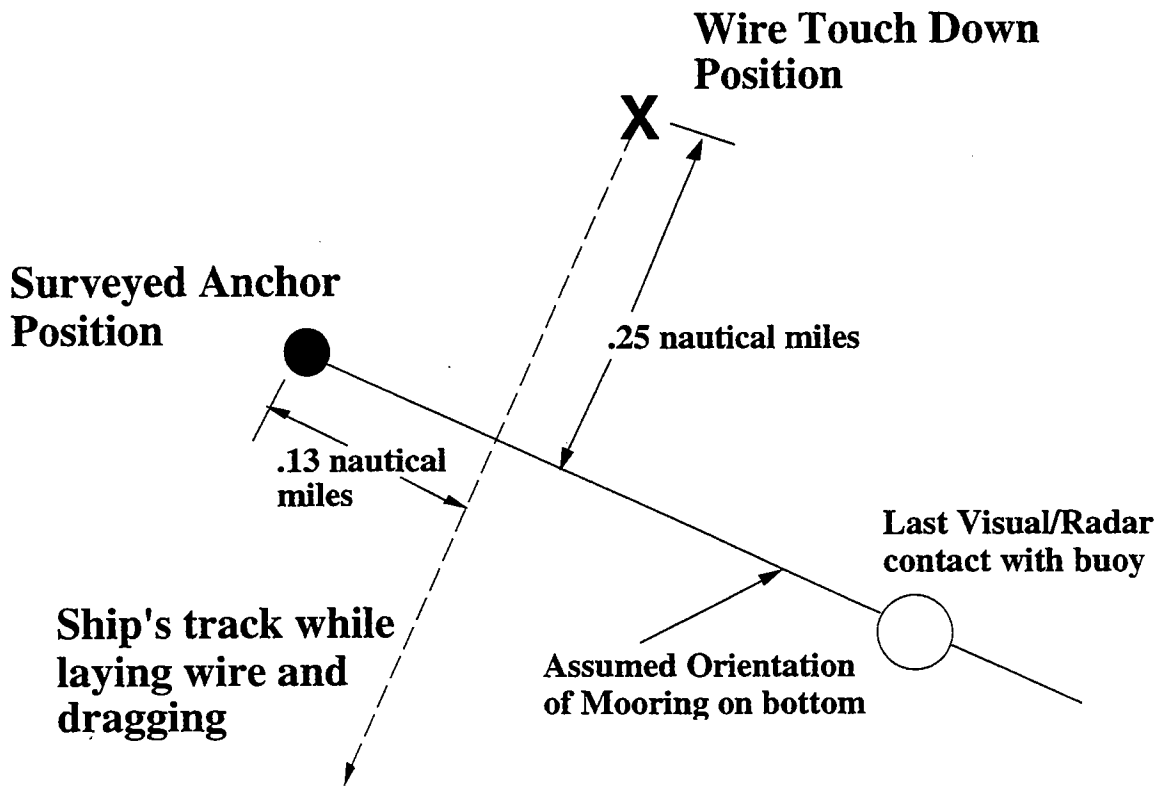 Wire Touch Down
Position
X
Surveyed Anchor
Position
.25 nautical miles
.13 nautical
miles
Last Visual/Radar
contact with buoy
Ship's track while
laying wire and
dragging
Assumed Orientation
of Mooring on bottom